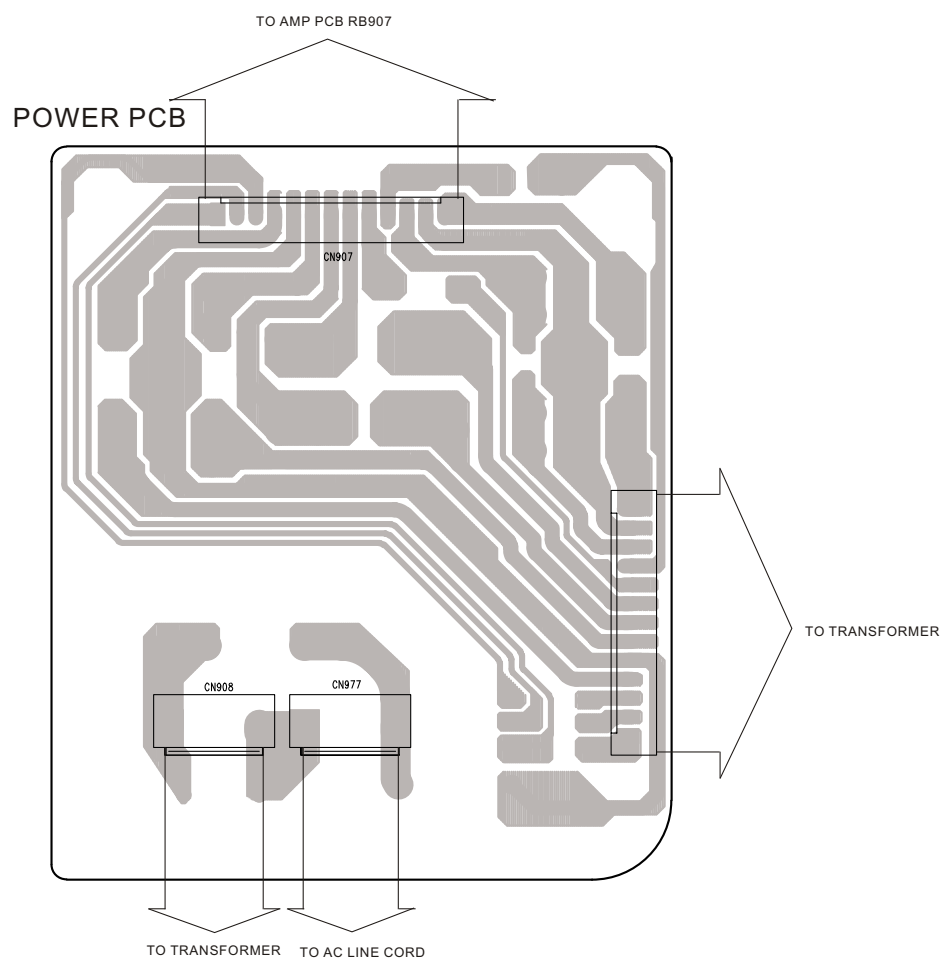 TO AMP PCB RB907
POWER PCB
CN907
TO TRANSFORMER
CN908
CN977
TO TRANSFORMER
TO AC LINE CORD